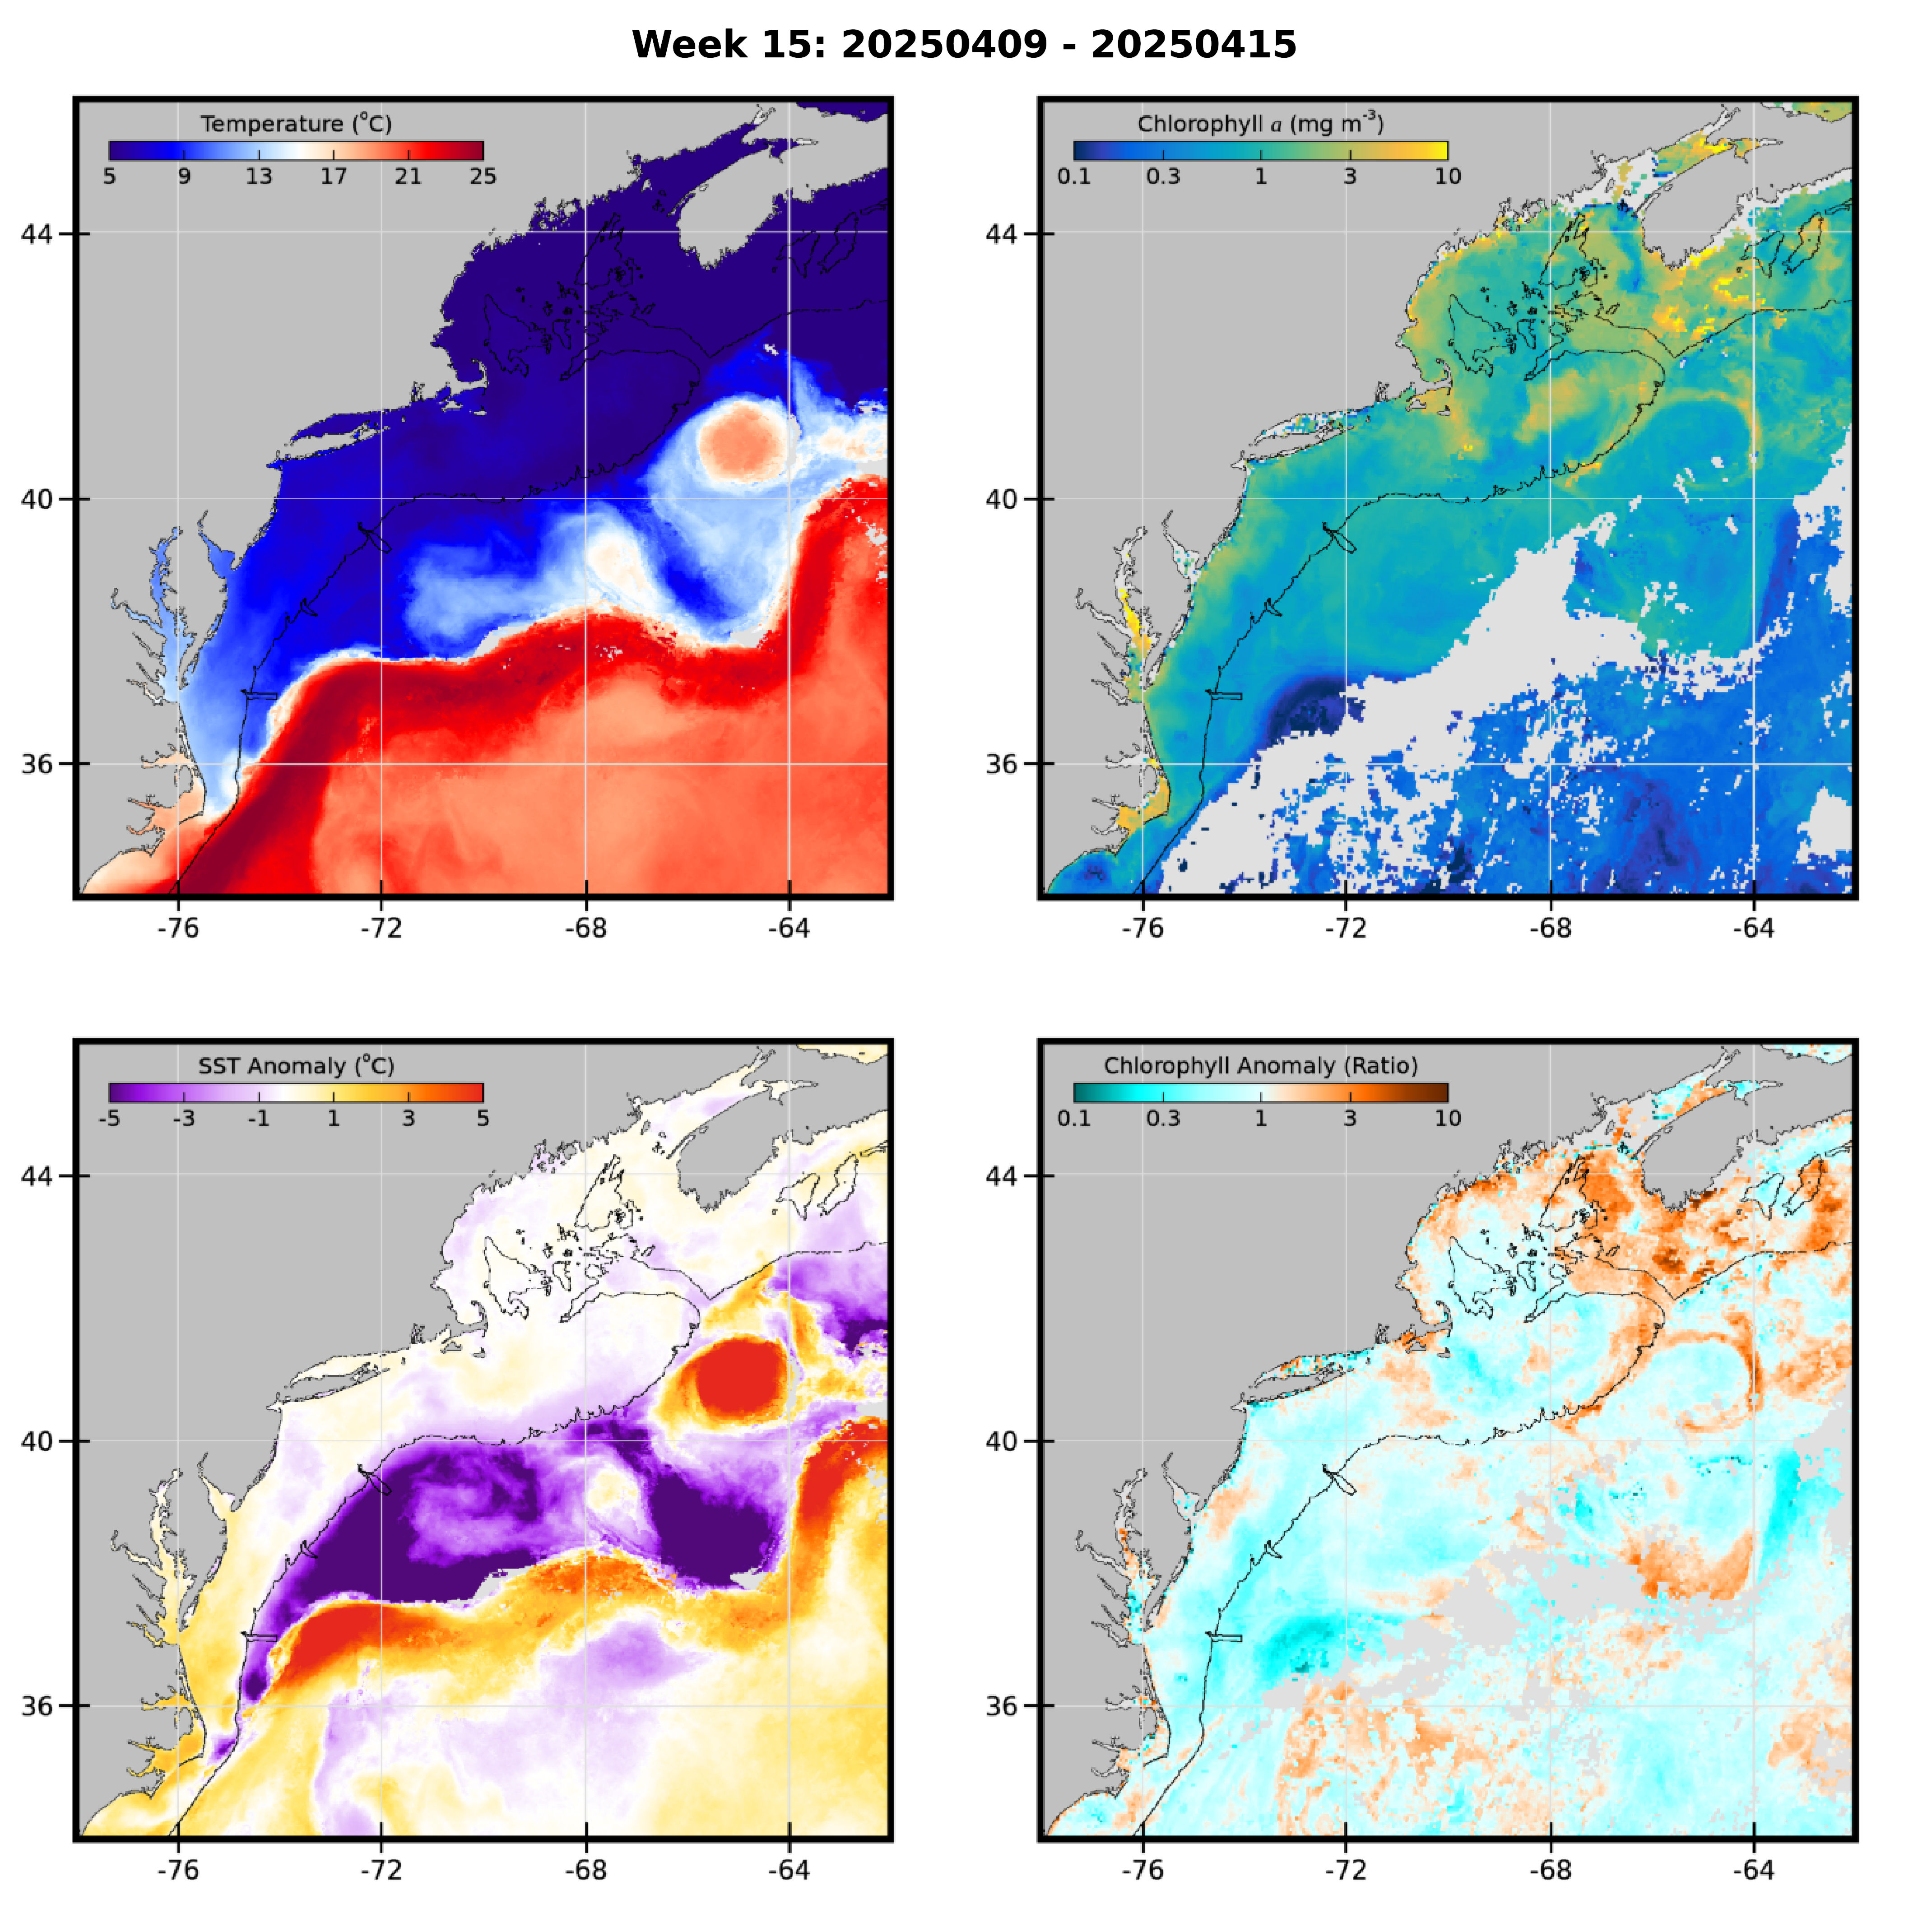 Week 15: 20250409 - 20250415
Temperature (°C)
5 9 13 17 21 25
44
40
36
-76 -72 -68 -64
Chlorophyll a (mg m⁻³)
0.1 0.3 1 3 10
44
40
36
-76 -72 -68 -64
SST Anomaly (°C)
-5 -3 -1 1 3 5
44
40
36
-76 -72 -68 -64
Chlorophyll Anomaly (Ratio)
0.1 0.3 1 3 10
44
40
36
-76 -72 -68 -64